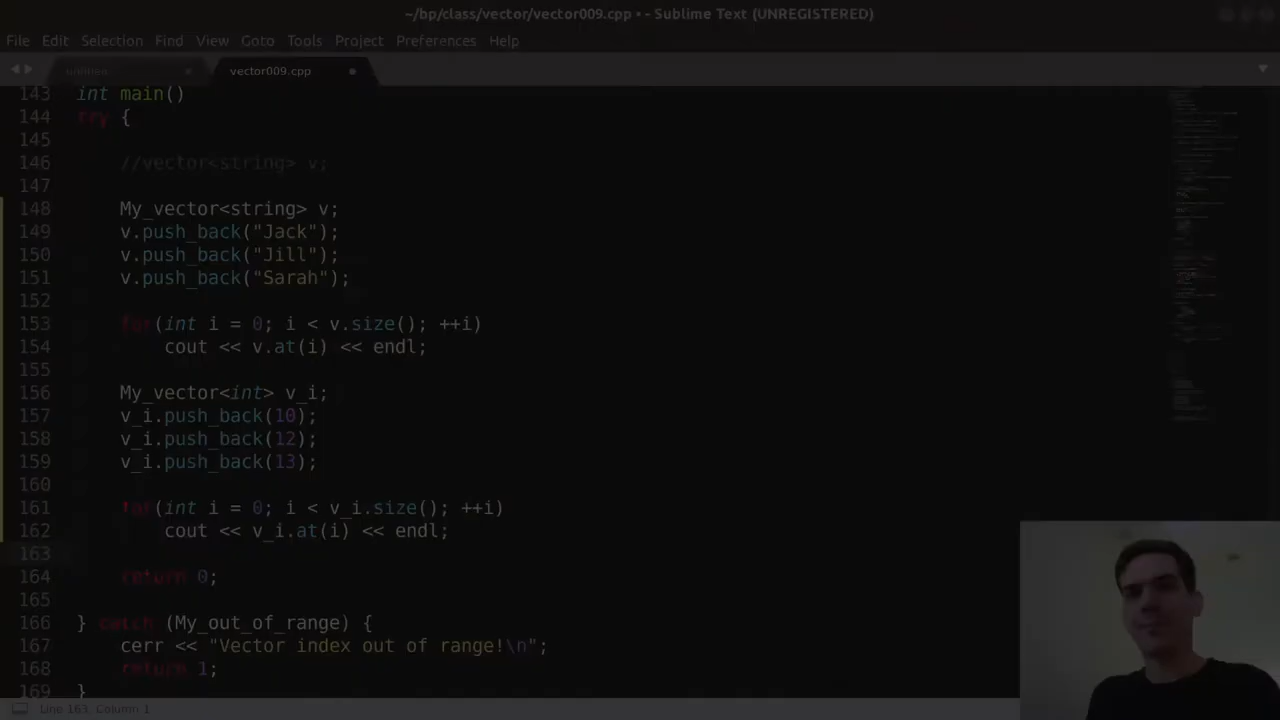 ~/bp/class/vector/vector009.cpp • - Sublime Text (UNREGISTERED)
File Edit Selection Find View Goto Tools Project Preferences Help
untitled vector009.cpp
143 int main()
144 try {
145
146 //vector<string> v;
147
148 My_vector<string> v;
149 v.push_back("Jack");
150 v.push_back("Jill");
151 v.push_back("Sarah");
152
153 for(int i = 0; i < v.size(); ++i)
154 cout << v.at(i) << endl;
155
156 My_vector<int> v_i;
157 v_i.push_back(10);
158 v_i.push_back(12);
159 v_i.push_back(13);
160
161 for(int i = 0; i < v_i.size(); ++i)
162 cout << v_i.at(i) << endl;
163
164 return 0;
165
166 } catch (My_out_of_range) {
167 cerr << "Vector index out of range!\n";
168 return 1;
169 }
Line 163, Column 1